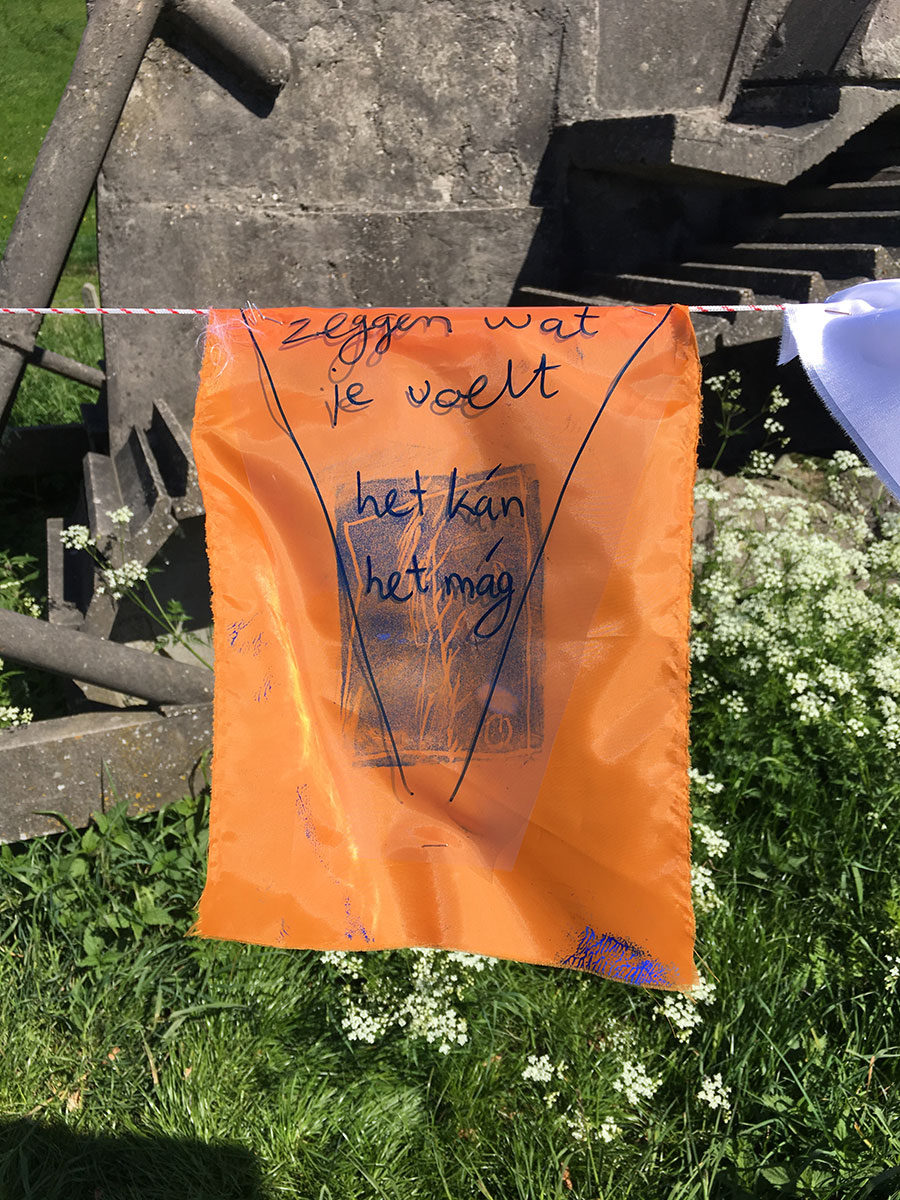 zeggen wat
je voelt
het kán
het mág